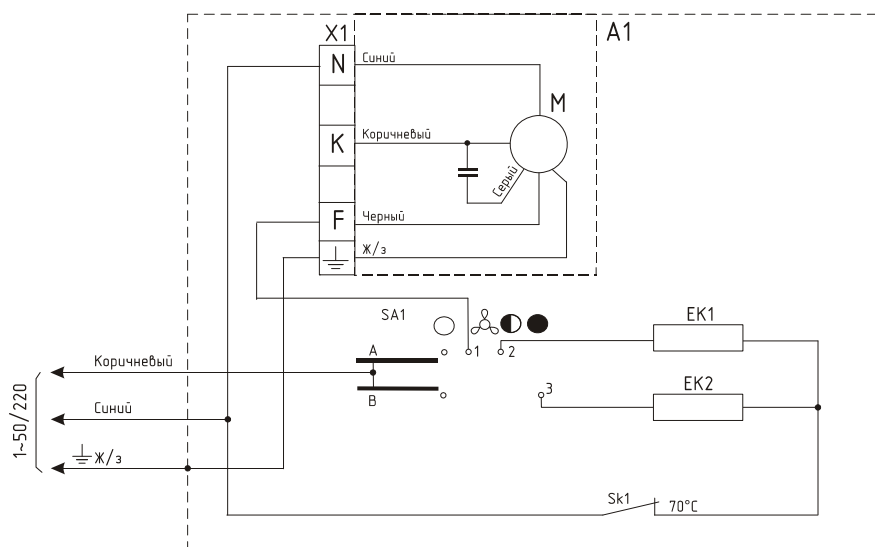 X1
A1
N
Синий
M
K
Коричневый
Серый
F
Черный
Ж/з
SA1
EK1
A
1
2
Коричневый
B
3
EK2
1~50/220
Синий
Ж/з
Sk1
70°C